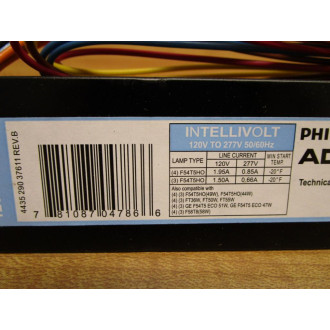 INTELLIVOLT
120V TO 277V 50/60Hz
PHI
AD
Technica
LAMP TYPE LINE CURRENT MIN START TEMP
120V 277V
(4) F54T5HO 1.95A 0.85A -20°F
(3) F54T5HO 1.50A 0.66A -20°F
Also compatible with
(4) (3) F54T5HO(49W), F54T5HO(44W)
(4) (3) FT36W, FT50W, FT55W
(4) (3) GE F54T5 ECO 51W, GE F54T5 ECO 47W
(4) (3) F58T8(58W)
4435 290 37611 REV.B
7 81087 04786 6